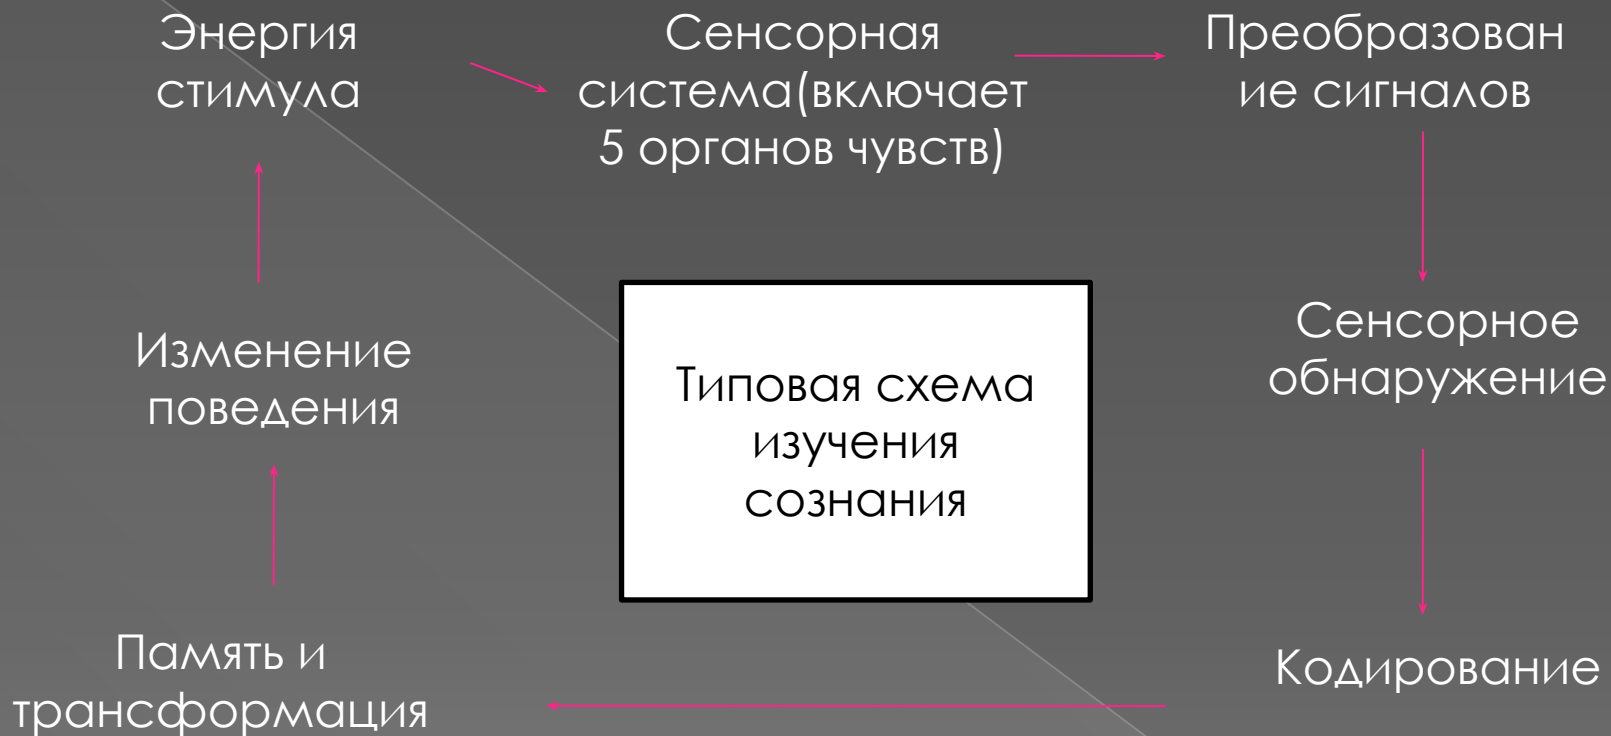 Энергия
стимула
Сенсорная
система(включает
5 органов чувств)
Преобразован
ие сигналов
Изменение
поведения
Типовая схема
изучения
сознания
Сенсорное
обнаружение
Память и
трансформация
Кодирование